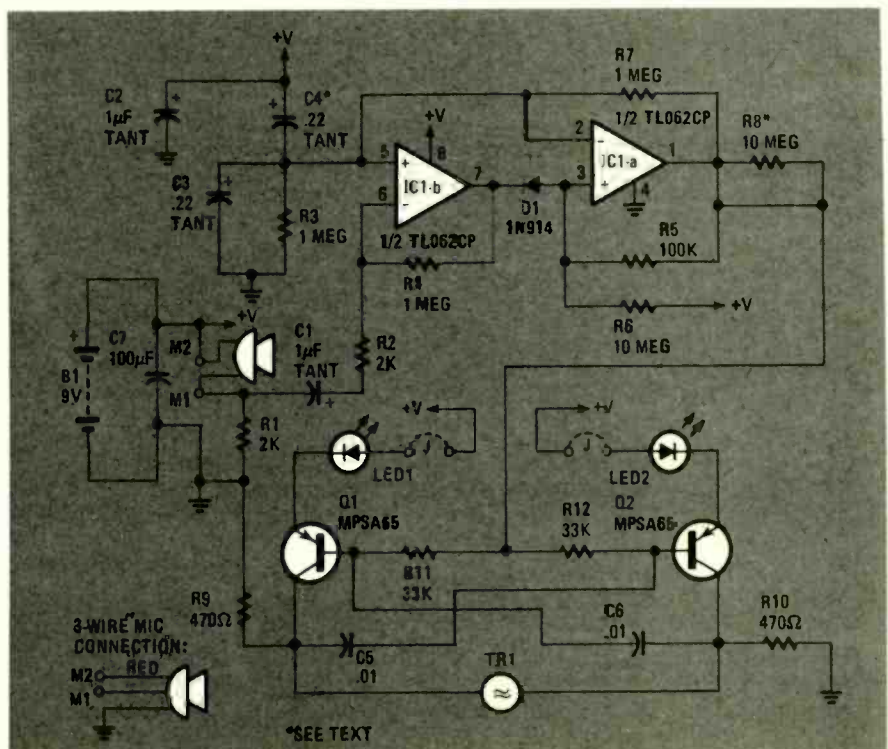 +V
C2
1µF
TANT
C4*
.22
TANT
C3
.22
TANT
R3
1 MEG
5
+
6
-
IC1-b
7
8
+V
1/2 TL062CP
R4
1 MEG
D1
1N914
R7
1 MEG
1/2 TL062CP
2
-
3
+
IC1-a
1
4
R8*
10 MEG
R5
100K
R6
10 MEG
+V
B1
9V
C7
100µF
+V
M2
M1
C1
1µF
TANT
+
R2
2K
R1
2K
+V
J
LED1
+V
J
LED2
Q1
MPSA65
R12
33K
Q2
MPSA65
R11
33K
R9
470Ω
C5
.01
C6
.01
R10
470Ω
TR1
3-WIRE MIC
CONNECTION:
RED
M2
M1
*SEE TEXT